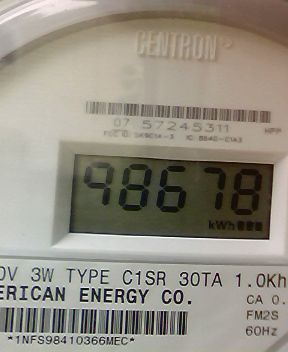 CENTRON
07 57245311 HPP
98678
kWh
0V 3W TYPE C1SR 30TA 1.0Kh
ERICAN ENERGY CO. CA 0.
FM2S
60Hz
*1NFS98410366MEC*